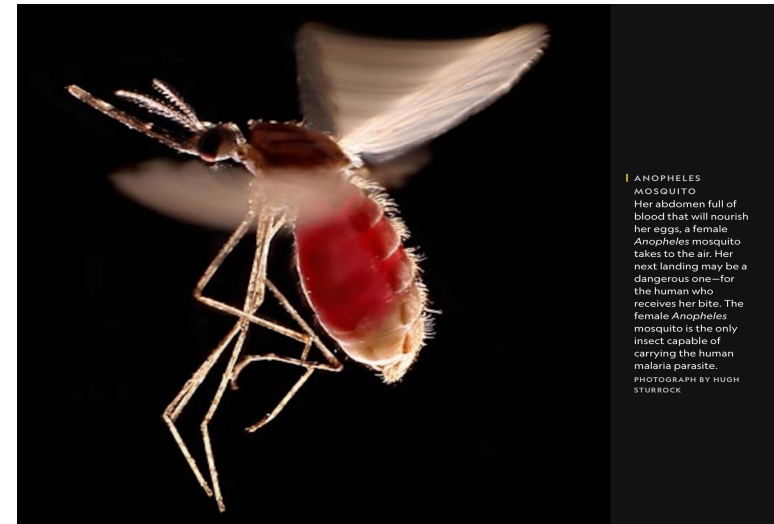 ANOPHELES
MOSQUITO
Her abdomen full of
blood that will nourish
her eggs, a female
Anopheles mosquito
takes to the air. Her
next landing may be a
dangerous one—for
the human who
receives her bite. The
female Anopheles
mosquito is the only
insect capable of
carrying the human
malaria parasite.
PHOTOGRAPH BY HUGH
STURROCK